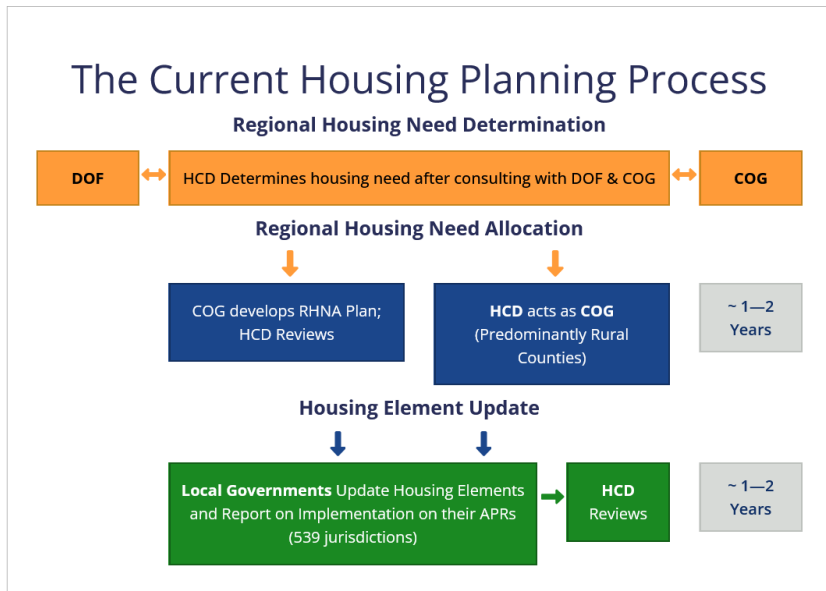 The Current Housing Planning Process
Regional Housing Need Determination
DOF
HCD Determines housing need after consulting with DOF & COG
COG
Regional Housing Need Allocation
COG develops RHNA Plan;
HCD Reviews
HCD acts as COG
(Predominantly Rural
Counties)
~ 1—2
Years
Housing Element Update
Local Governments Update Housing Elements
and Report on Implementation on their APRs
(539 jurisdictions)
HCD
Reviews
~ 1—2
Years